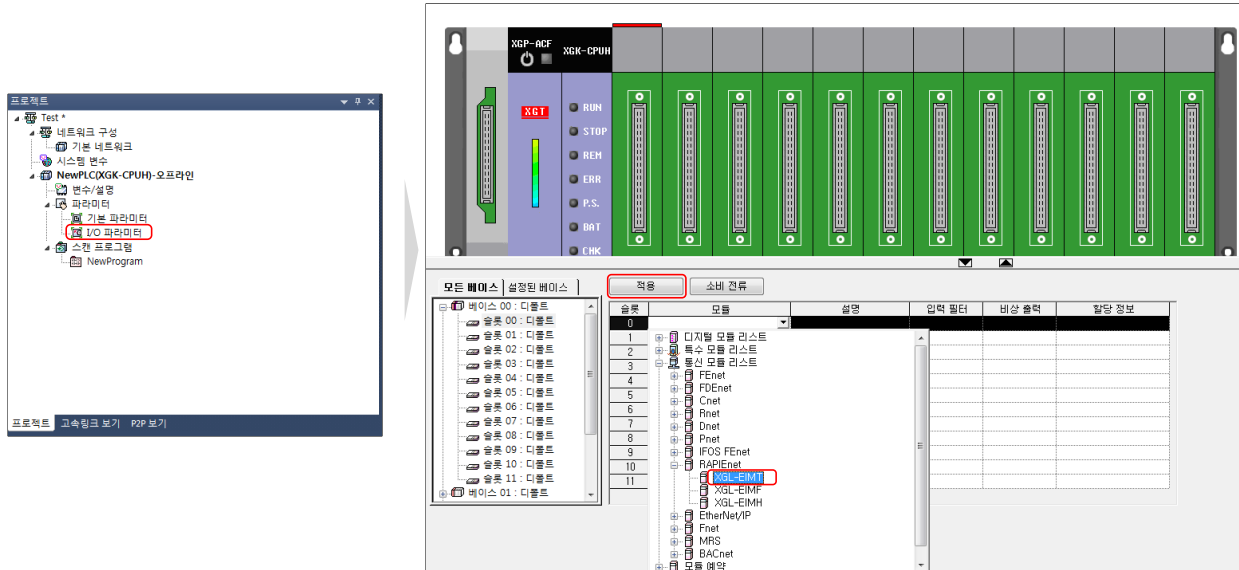 프로젝트
Test *
네트워크 구성
기본 네트워크
시스템 변수
NewPLC(XGK-CPUH)-오프라인
변수/설명
파라미터
기본 파라미터
I/O 파라미터
스캔 프로그램
NewProgram
프로젝트 고속링크 보기 P2P 보기
XGP-ACF XGK-CPUH
XGT
RUN
STOP
REM
ERR
P.S.
BAT
CHK
모든 베이스 설정된 베이스
베이스 00 : 디폴트
슬롯 00 : 디폴트
슬롯 01 : 디폴트
슬롯 02 : 디폴트
슬롯 03 : 디폴트
슬롯 04 : 디폴트
슬롯 05 : 디폴트
슬롯 06 : 디폴트
슬롯 07 : 디폴트
슬롯 08 : 디폴트
슬롯 09 : 디폴트
슬롯 10 : 디폴트
슬롯 11 : 디폴트
베이스 01 : 디폴트
적용 소비 전류
슬롯 모듈 설명 입력 필터 비상 출력 할당 정보
0
1
2
3
4
5
6
7
8
9
10
11
디지털 모듈 리스트
특수 모듈 리스트
통신 모듈 리스트
FEnet
FDEnet
Cnet
Rnet
Dnet
Pnet
IFOS FEnet
RAPIEnet
XGL-EIMT
XGL-EIMF
XGL-EIMH
EtherNet/IP
Fnet
MRS
BACnet
모듈 예약